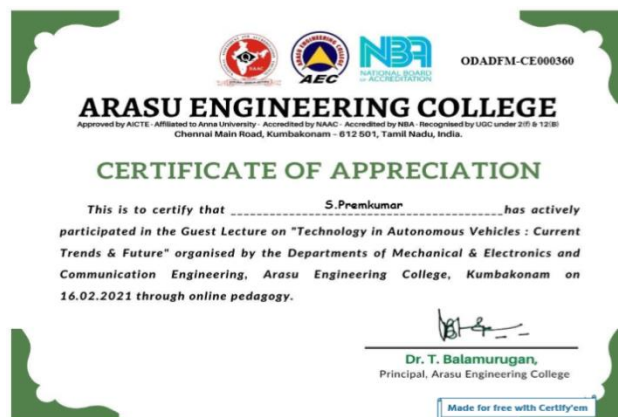 NAAC
ARASU ENGINEERING COLLEGE
AEC
NBA
NATIONAL BOARD
OF ACCREDITATION
ODADFM-CE000360
ARASU ENGINEERING COLLEGE
Approved by AICTE - Affiliated to Anna University - Accredited by NAAC - Accredited by NBA - Recognised by UGC under 2(f) & 12(B)
Chennai Main Road, Kumbakonam - 612 501, Tamil Nadu, India.
CERTIFICATE OF APPRECIATION
This is to certify that S.Premkumar has actively
participated in the Guest Lecture on "Technology in Autonomous Vehicles : Current
Trends & Future" organised by the Departments of Mechanical & Electronics and
Communication Engineering, Arasu Engineering College, Kumbakonam on
16.02.2021 through online pedagogy.
Dr. T. Balamurugan,
Principal, Arasu Engineering College
Made for free with Certify'em